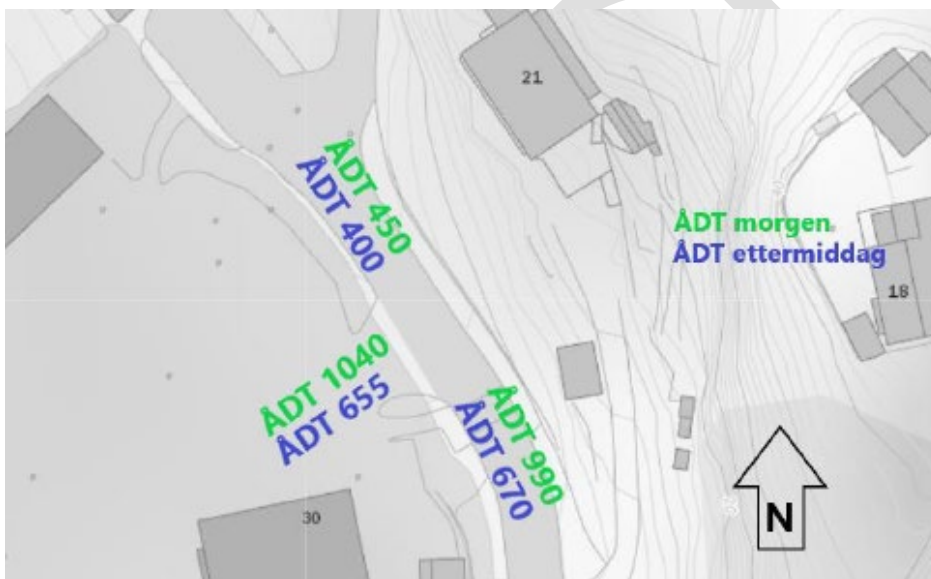 21
ÅDT 450
ÅDT 400
ÅDT morgen
ÅDT ettermiddag
18
ÅDT 1040
ÅDT 655
ÅDT 990
ÅDT 670
30
N